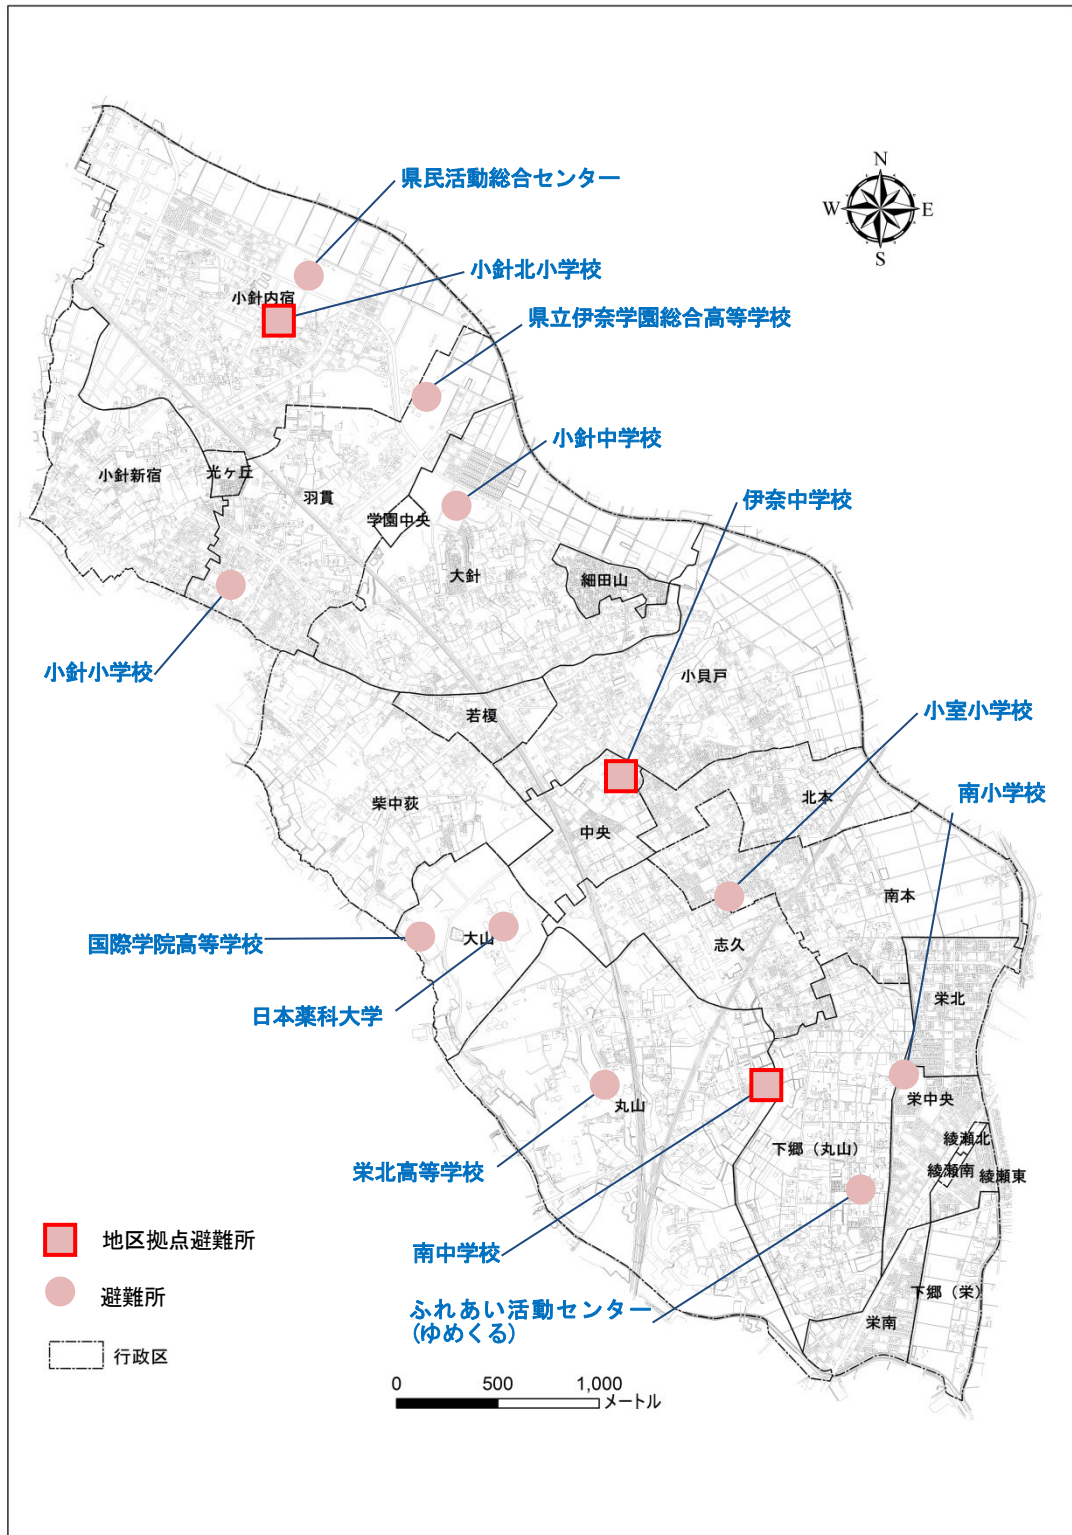 県民活動総合センター
N
W
E
S
小針北小学校
小針内宿
県立伊奈学園総合高等学校
小針中学校
小針新宿
光ヶ丘
羽貫
伊奈中学校
学園中央
大針
細田山
小針小学校
小貝戸
若榎
小室小学校
柴中荻
北本
南小学校
中央
南本
国際学院高等学校
大山
志久
栄北
日本薬科大学
栄中央
丸山
綾瀬北
下郷(丸山)
綾瀬南
綾瀬東
栄北高等学校
地区拠点避難所
南中学校
避難所
下郷(栄)
ふれあい活動センター
(ゆめくる)
栄南
行政区
0 500 1,000
メートル